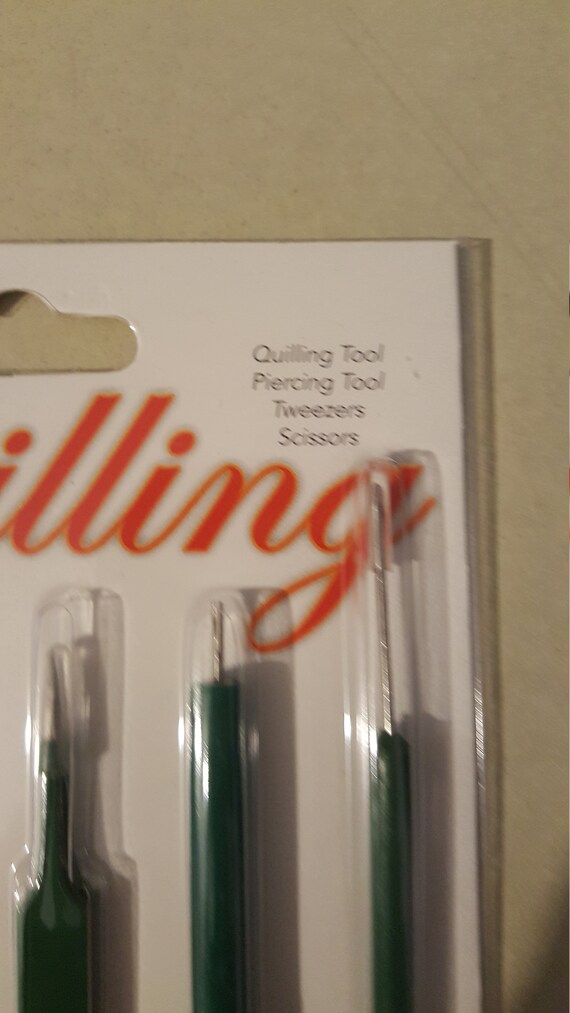 Quilling Tool
Piercing Tool
Tweezers
Scissors
illing